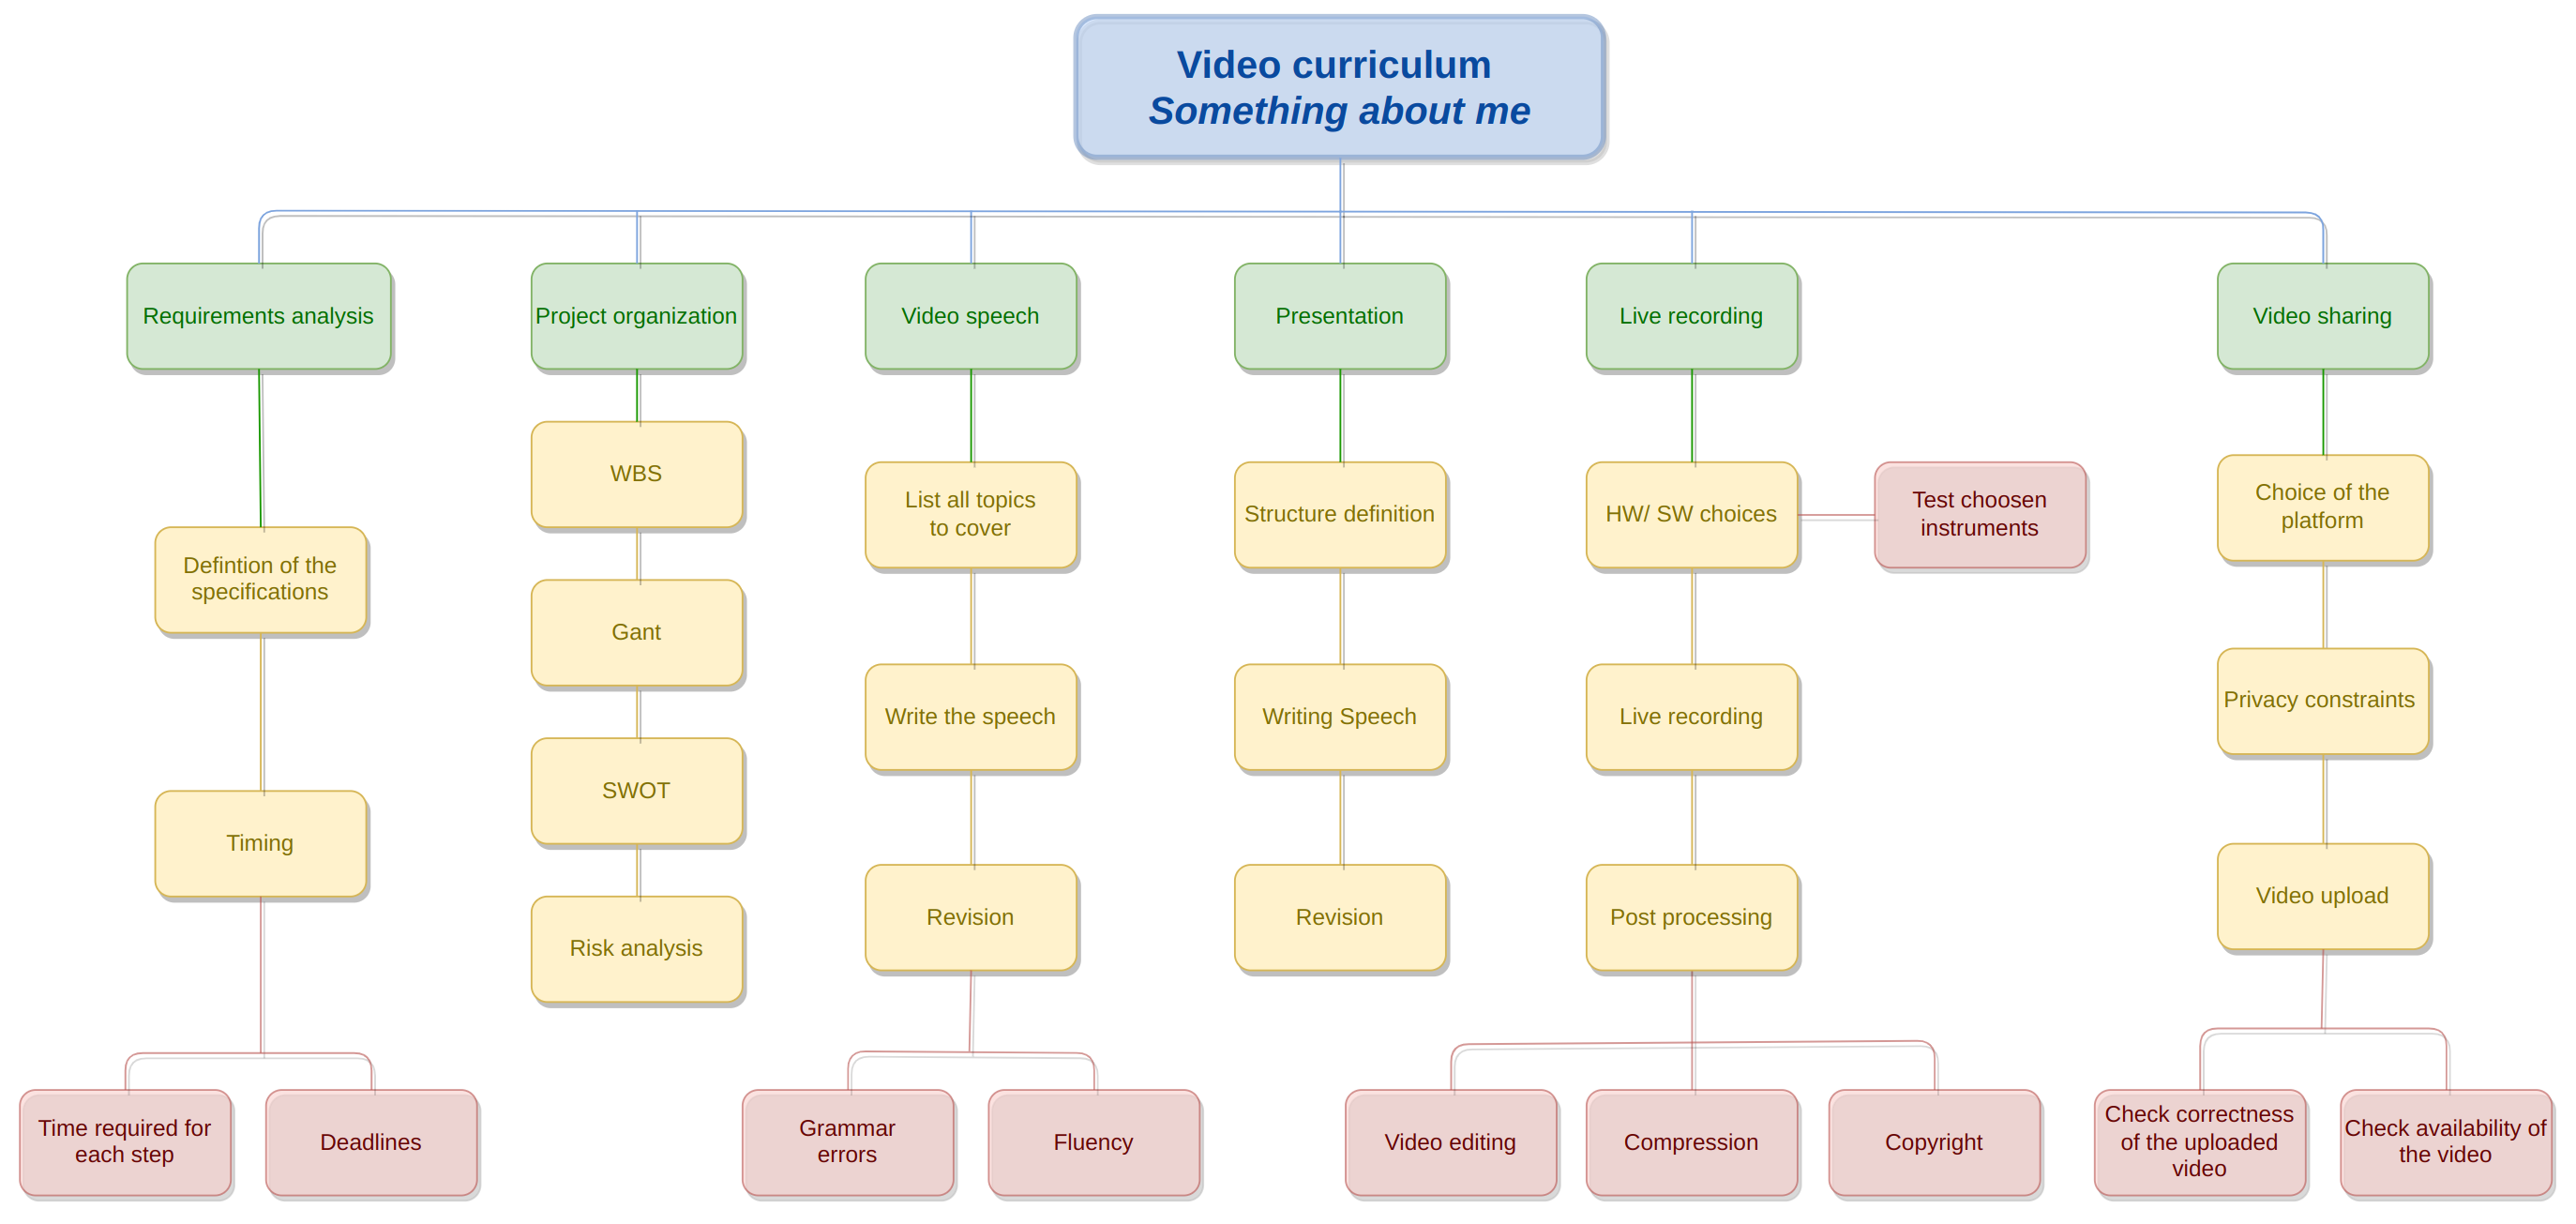 Video curriculum
Something about me
Requirements analysis
Project organization
Video speech
Presentation
Live recording
Video sharing
Defintion of the
specifications
Timing
Time required for
each step
Deadlines
WBS
Gant
SWOT
Risk analysis
List all topics
to cover
Write the speech
Revision
Grammar
errors
Fluency
Structure definition
Writing Speech
Revision
HW/ SW choices
Test choosen
instruments
Live recording
Post processing
Video editing
Compression
Copyright
Choice of the
platform
Privacy constraints
Video upload
Check correctness
of the uploaded
video
Check availability of
the video